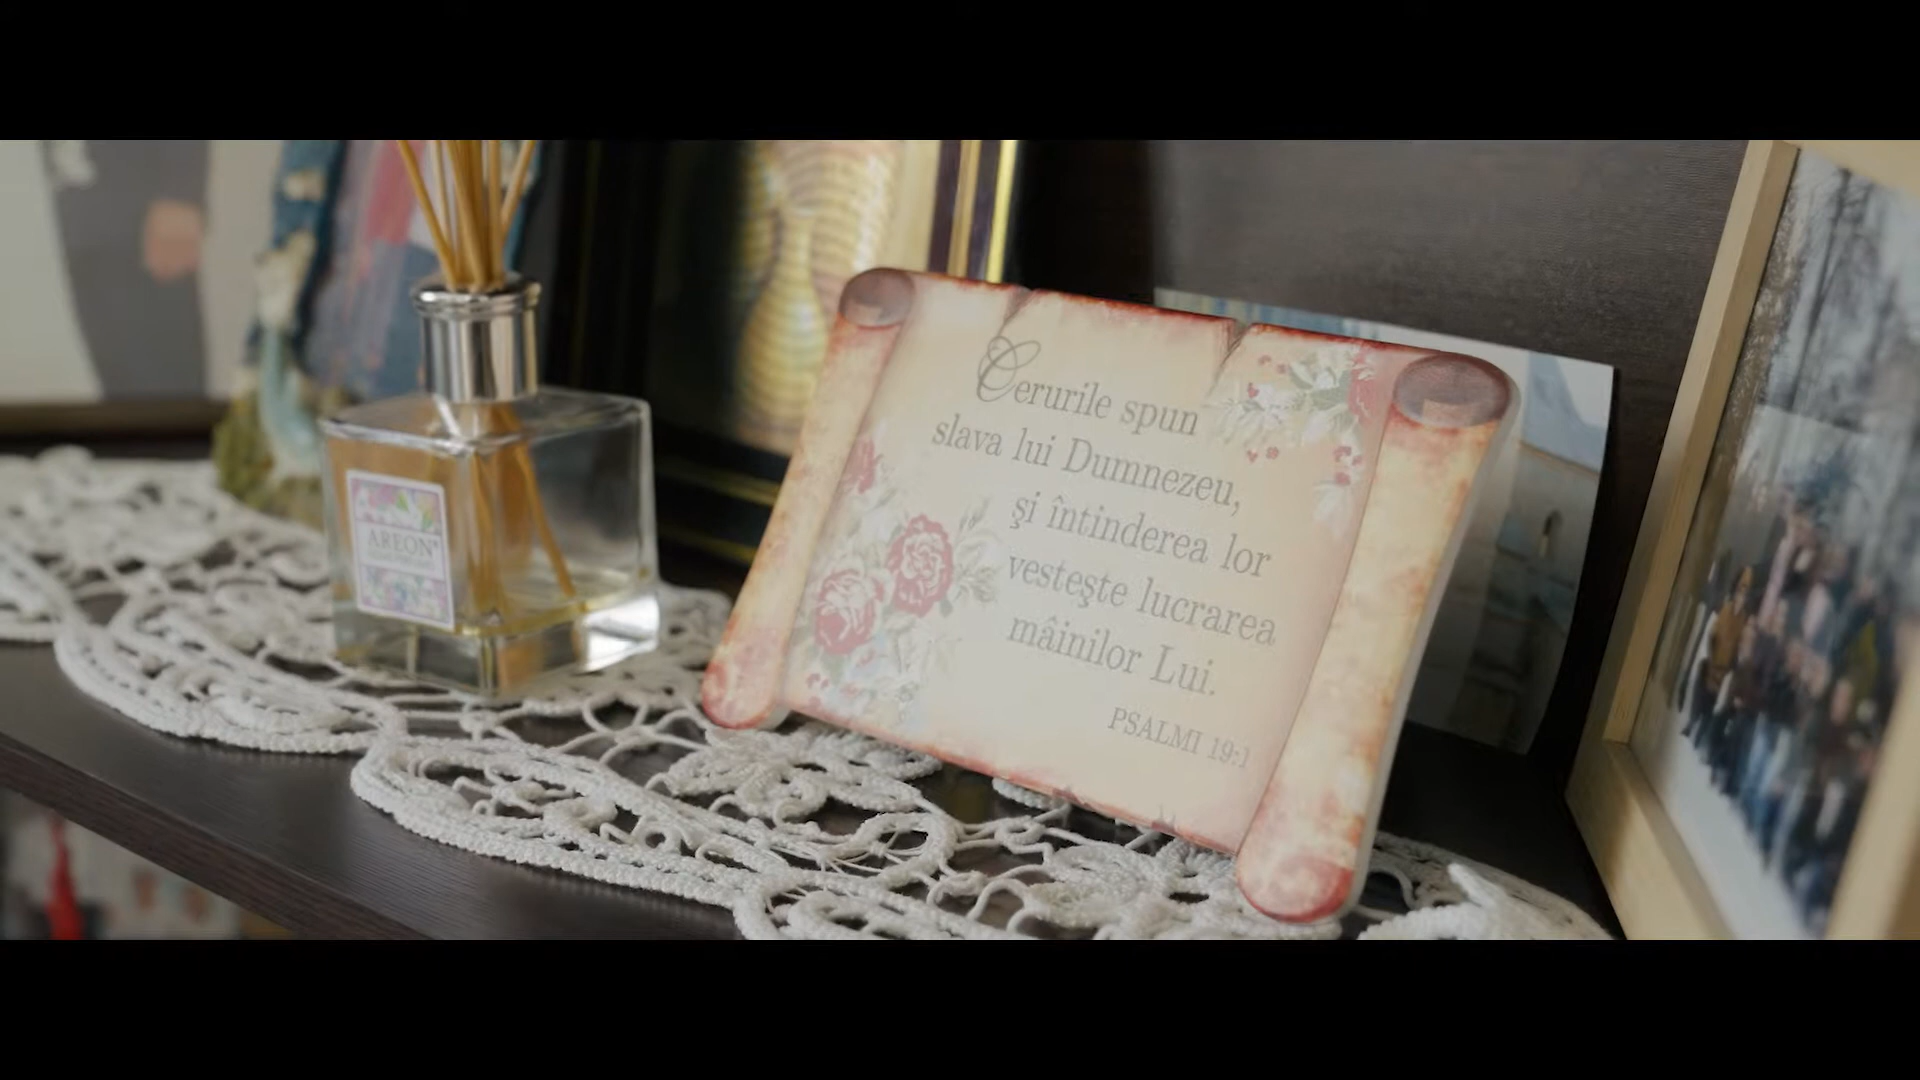 Cerurile spun
slava lui Dumnezeu,
şi întinderea lor
vesteşte lucrarea
mâinilor Lui.
PSALMI 19:1
AREON